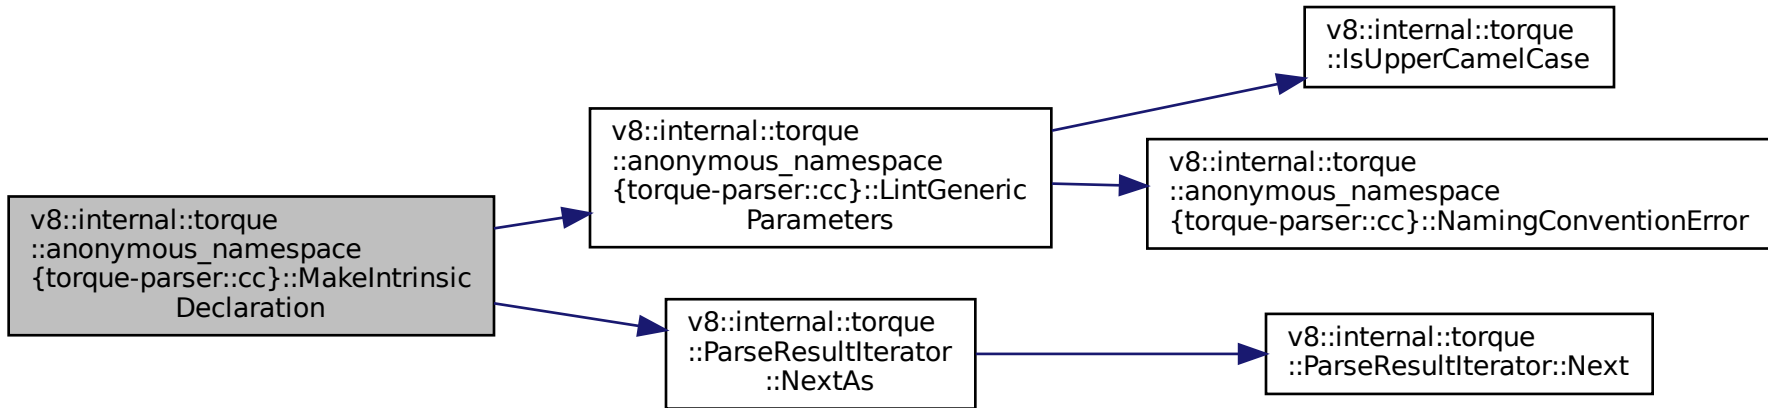 v8::internal::torque
::anonymous_namespace
{torque-parser::cc}::MakeIntrinsic
Declaration
v8::internal::torque
::anonymous_namespace
{torque-parser::cc}::LintGeneric
Parameters
v8::internal::torque
::IsUpperCamelCase
v8::internal::torque
::anonymous_namespace
{torque-parser::cc}::NamingConventionError
v8::internal::torque
::ParseResultIterator
::NextAs
v8::internal::torque
::ParseResultIterator::Next